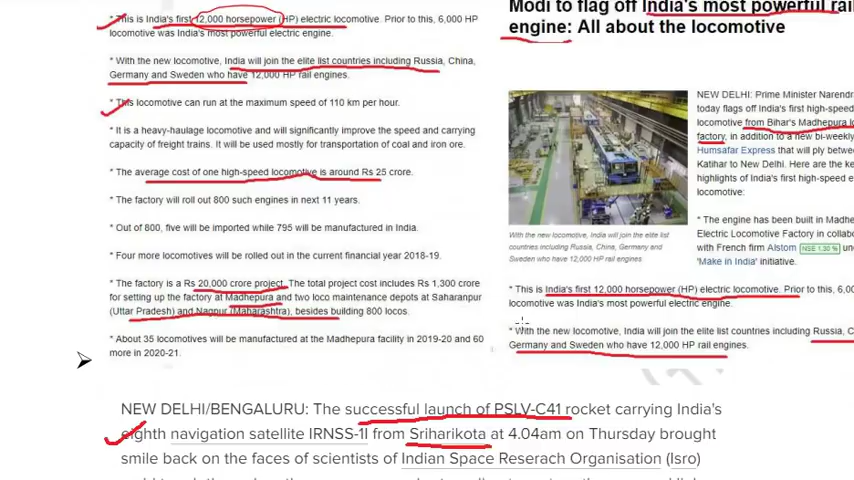 * This is India's first 12,000 horsepower (HP) electric locomotive. Prior to this, 6,000 HP
locomotive was India's most powerful electric engine.
* With the new locomotive, India will join the elite list countries including Russia, China,
Germany and Sweden who have 12,000 HP rail engines.
* This locomotive can run at the maximum speed of 110 km per hour.
* It is a heavy-haulage locomotive and will significantly improve the speed and carrying
capacity of freight trains. It will be used mostly for transportation of coal and iron ore.
* The average cost of one high-speed locomotive is around Rs 25 crore.
* The factory will roll out 800 such engines in next 11 years.
* Out of 800, five will be imported while 795 will be manufactured in India.
* Four more locomotives will be rolled out in the current financial year 2018-19.
* The factory is a Rs 20,000 crore project. The total project cost includes Rs 1,300 crore
for setting up the factory at Madhepura and two loco maintenance depots at Saharanpur
(Uttar Pradesh) and Nagpur (Maharashtra), besides building 800 locos.
* About 35 locomotives will be manufactured at the Madhepura facility in 2019-20 and 60
more in 2020-21.
Modi to flag off India's most powerful rail
engine: All about the locomotive
With the new locomotive, India will join the elite list
countries including Russia, China, Germany and
Sweden who have 12,000 HP rail engines.
NEW DELHI: Prime Minister Narendr
today flags off India's first high-speed
locomotive from Bihar's Madhepura lo
factory, in addition to a new bi-weekly
Humsafar Express that will ply betwe
Katihar to New Delhi. Here are the ke
highlights of India's first high-speed e
locomotive:
* The engine has been built in Madhe
Electric Locomotive Factory in collab
with French firm Alstom NSE 1.30 % un
'Make in India' initiative.
* This is India's first 12,000 horsepower (HP) electric locomotive. Prior to this, 6,00
locomotive was India's most powerful electric engine.
* With the new locomotive, India will join the elite list countries including Russia, C
Germany and Sweden who have 12,000 HP rail engines.
NEW DELHI/BENGALURU: The successful launch of PSLV-C41 rocket carrying India's
eighth navigation satellite IRNSS-1I from Sriharikota at 4.04am on Thursday brought
smile back on the faces of scientists of Indian Space Reserach Organisation (Isro)